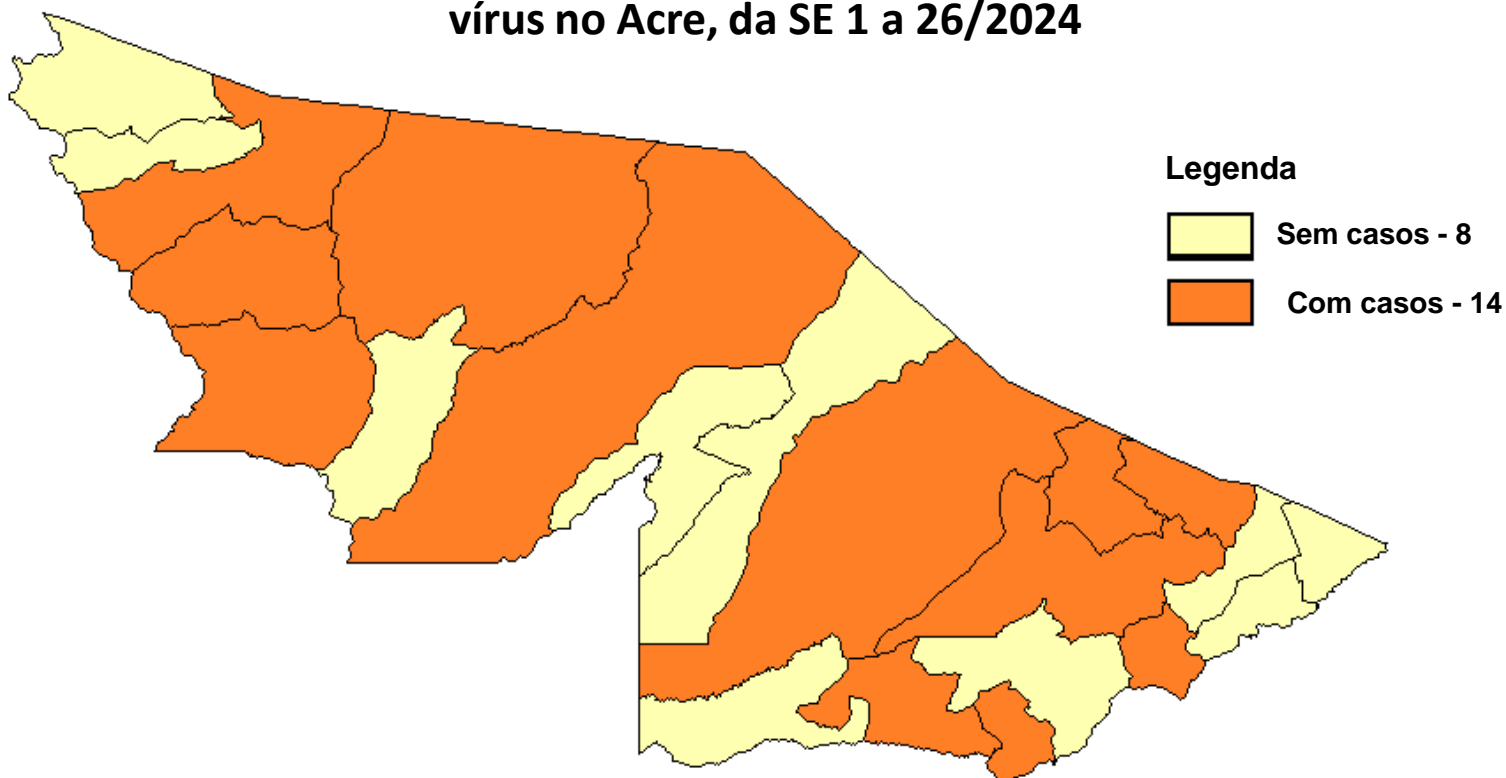 vírus no Acre, da SE 1 a 26/2024
Legenda
Sem casos - 8
Com casos - 14